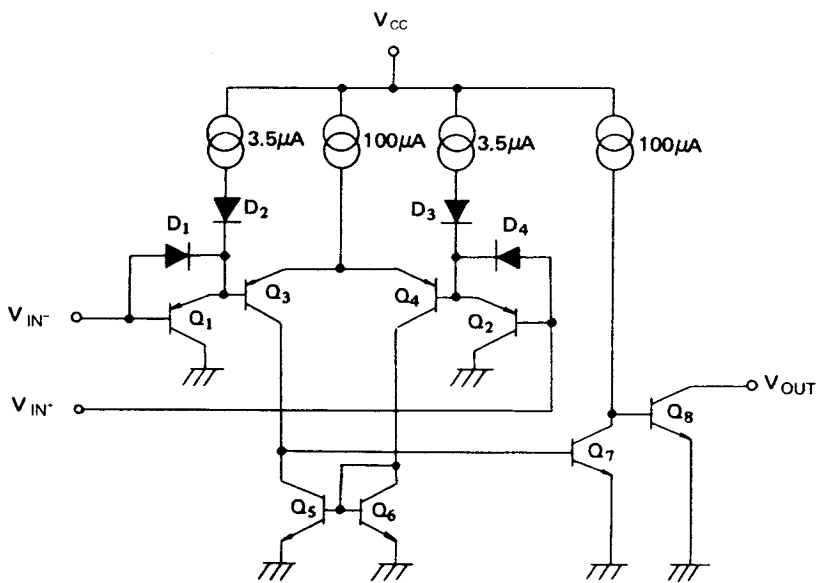 VCC
3.5μA
100μA
3.5μA
100μA
D1
D2
D3
D4
VIN-
Q1
Q3
Q4
Q2
VIN+
VOUT
Q8
Q7
Q5
Q6